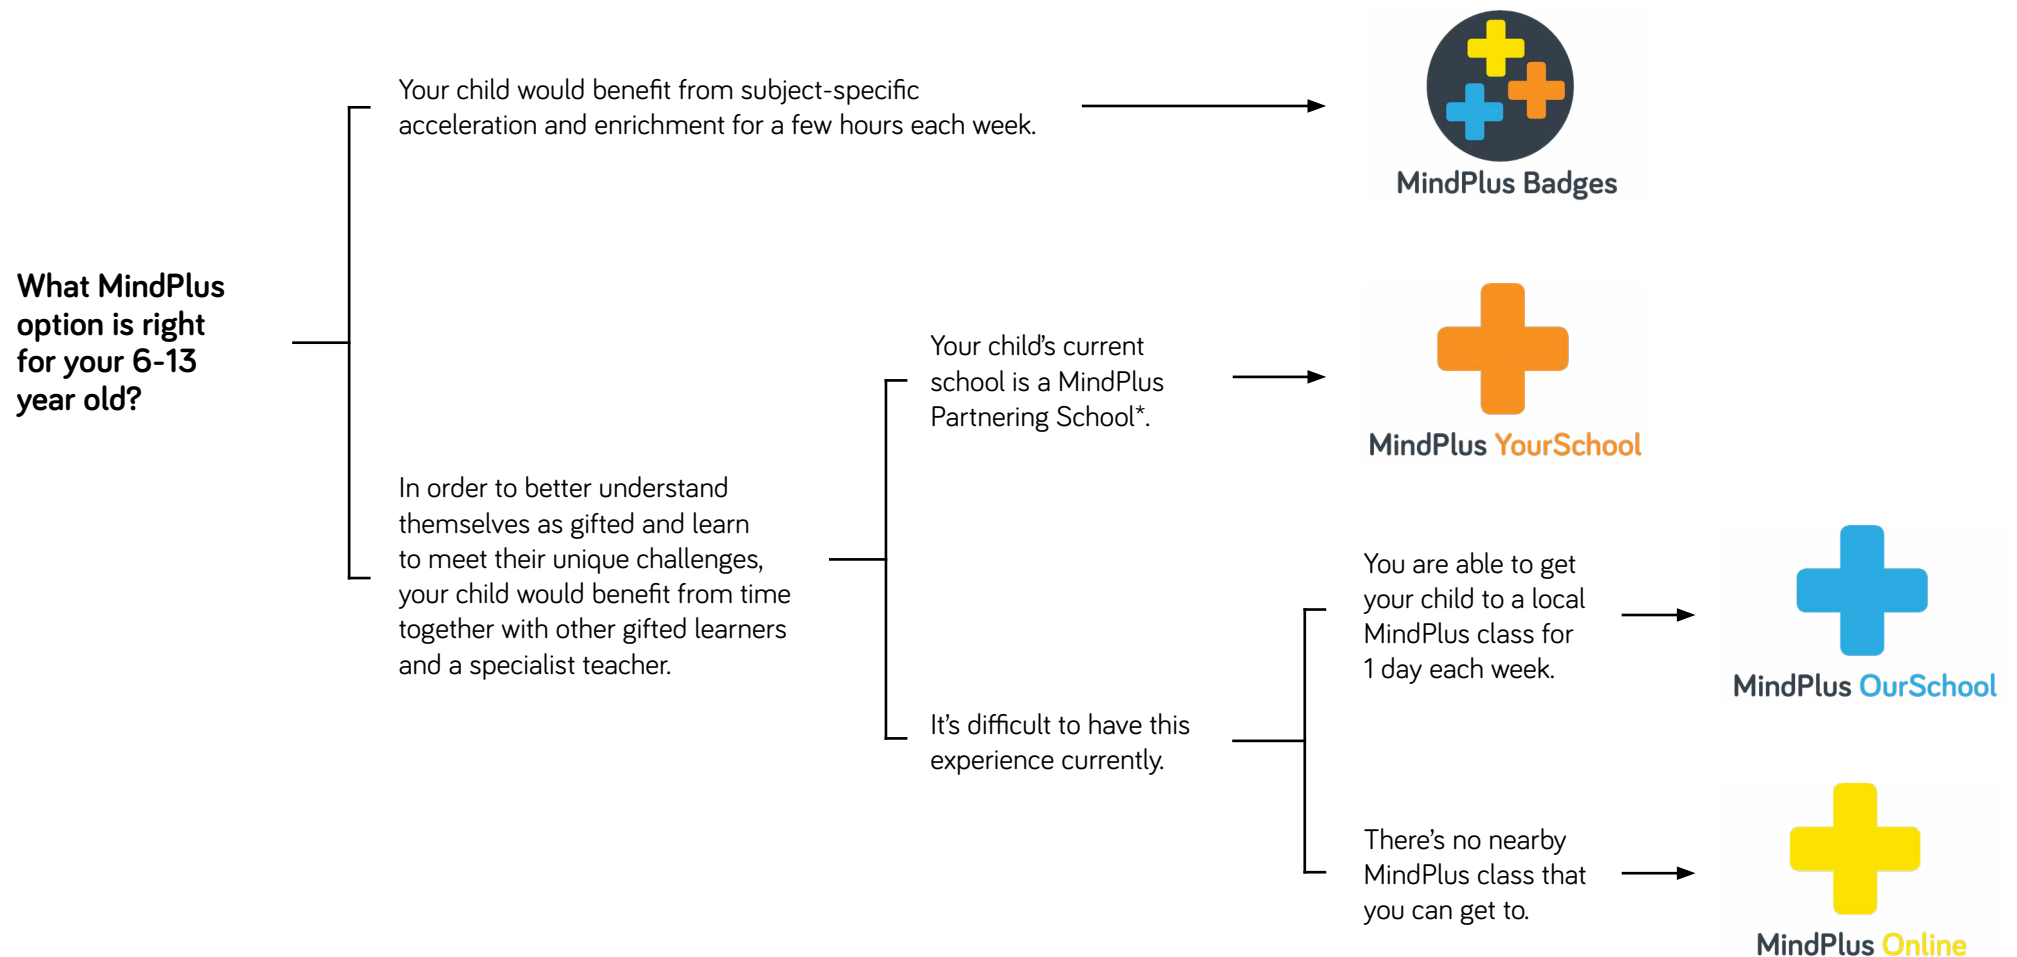 What MindPlus
option is right
for your 6-13
year old?
Your child would benefit from subject-specific
acceleration and enrichment for a few hours each week.
MindPlus Badges
In order to better understand
themselves as gifted and learn
to meet their unique challenges,
your child would benefit from time
together with other gifted learners
and a specialist teacher.
Your child's current
school is a MindPlus
Partnering School*.
MindPlus YourSchool
It's difficult to have this
experience currently.
You are able to get
your child to a local
MindPlus class for
1 day each week.
MindPlus OurSchool
There's no nearby
MindPlus class that
you can get to.
MindPlus Online